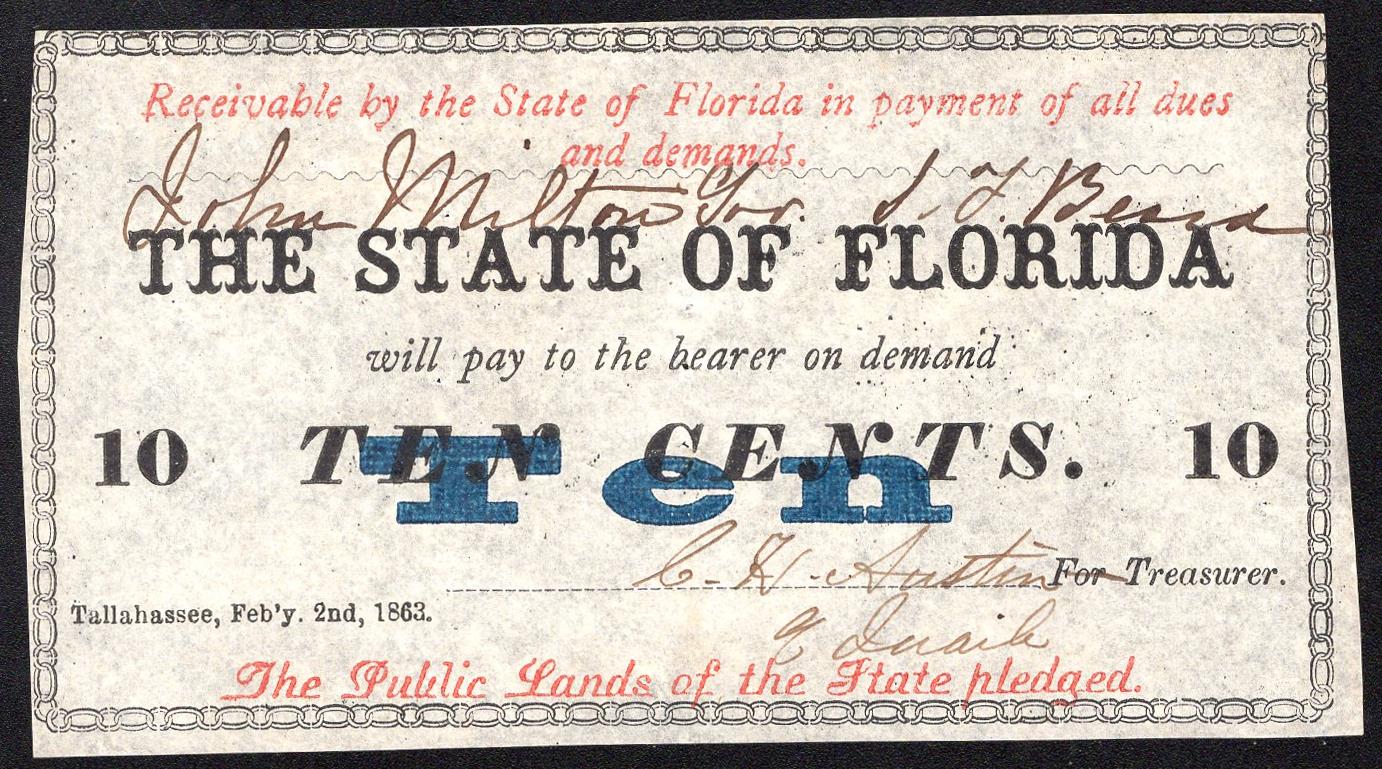 Receivable by the State of Florida in payment of all dues
and demands.
John Milton Gov. J. T. Beard
THE STATE OF FLORIDA
will pay to the bearer on demand
10 TEN CENTS. 10
Ten
C. H. Austin For Treasurer.
Tallahassee, Feb'y. 2nd, 1863.
Quaile
The Public Lands of the State pledged.